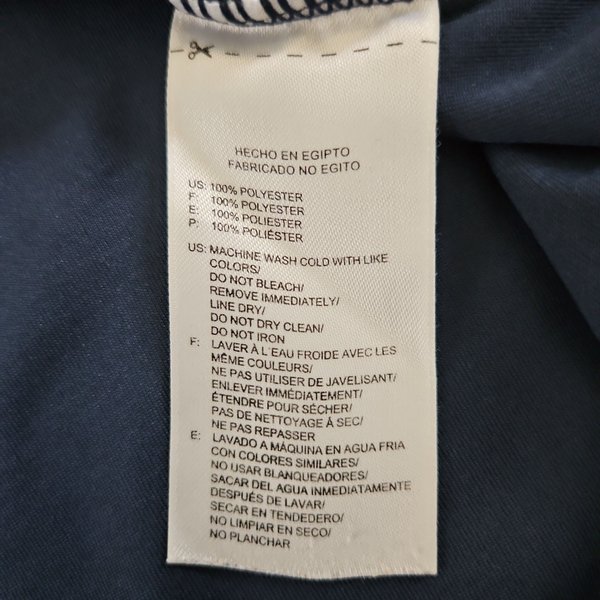 HECHO EN EGIPTO
FABRICADO NO EGITO
US: 100% POLYESTER
F: 100% POLYESTER
E: 100% POLIESTER
P: 100% POLIÉSTER
US: MACHINE WASH COLD WITH LIKE
COLORS/
DO NOT BLEACH/
REMOVE IMMEDIATELY/
LINE DRY/
DO NOT DRY CLEAN/
DO NOT IRON
F: LAVER À L'EAU FROIDE AVEC LES
MÊME COULEURS/
NE PAS UTILISER DE JAVELISANT/
ENLEVER IMMÉDIATEMENT/
ÉTENDRE POUR SÉCHER/
PAS DE NETTOYAGE À SEC/
NE PAS REPASSER
E: LAVADO A MÁQUINA EN AGUA FRIA
CON COLORES SIMILARES/
NO USAR BLANQUEADORES/
SACAR DEL AGUA INMEDIATAMENTE
DESPUÉS DE LAVAR/
SECAR EN TENDEDERO/
NO LIMPIAR EN SECO/
NO PLANCHAR